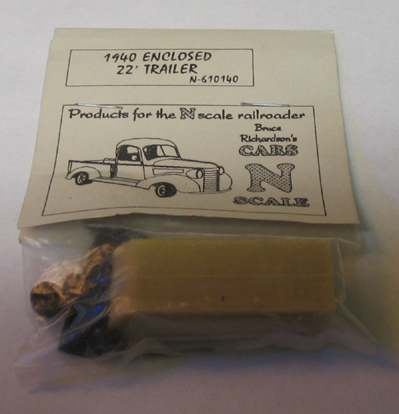 1940 ENCLOSED
22' TRAILER
N-610140
Products for the N scale railroader
Bruce
Richardson's
CARS
N
SCALE